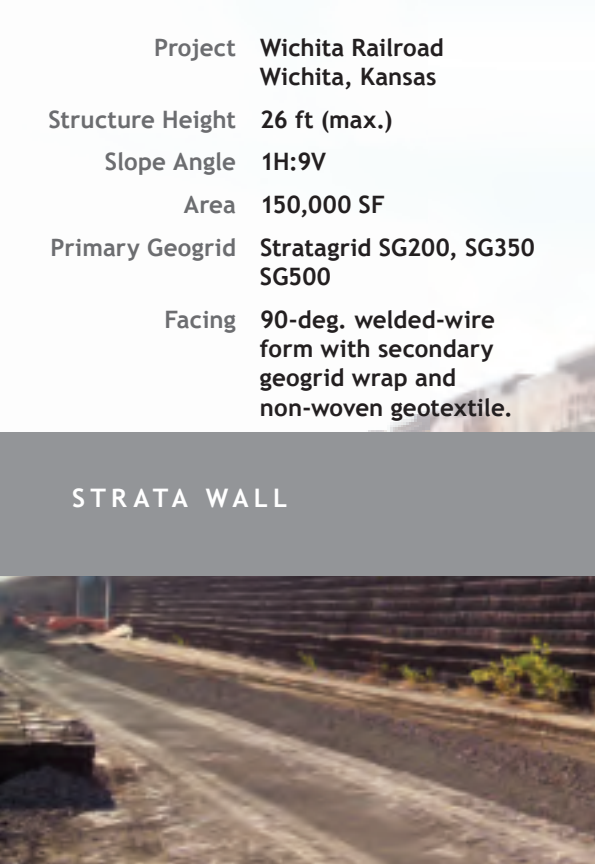 Project Wichita Railroad
Wichita, Kansas
Structure Height 26 ft (max.)
Slope Angle 1H:9V
Area 150,000 SF
Primary Geogrid Stratagrid SG200, SG350
SG500
Facing 90-deg. welded-wire
form with secondary
geogrid wrap and
non-woven geotextile.
STRATA WALL